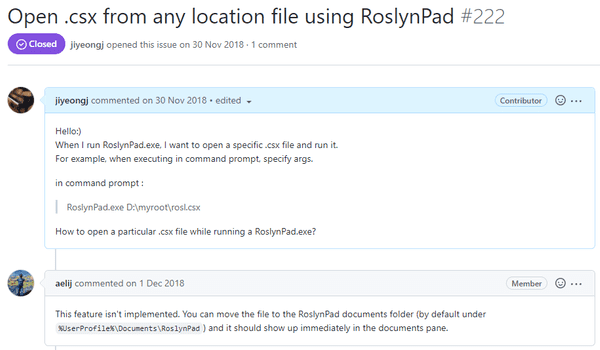 Open .csx from any location file using RoslynPad #222
Closed jiyeongj opened this issue on 30 Nov 2018 · 1 comment
jiyeongj commented on 30 Nov 2018 • edited Contributor
Hello:)
When I run RoslynPad.exe, I want to open a specific .csx file and run it.
For example, when executing in command prompt, specify args.
in command prompt :
RoslynPad.exe D:\myroot\rosl.csx
How to open a particular .csx file while running a RoslynPad.exe?
aelij commented on 1 Dec 2018 Member
This feature isn't implemented. You can move the file to the RoslynPad documents folder (by default under
%UserProfile%\Documents\RoslynPad ) and it should show up immediately in the documents pane.